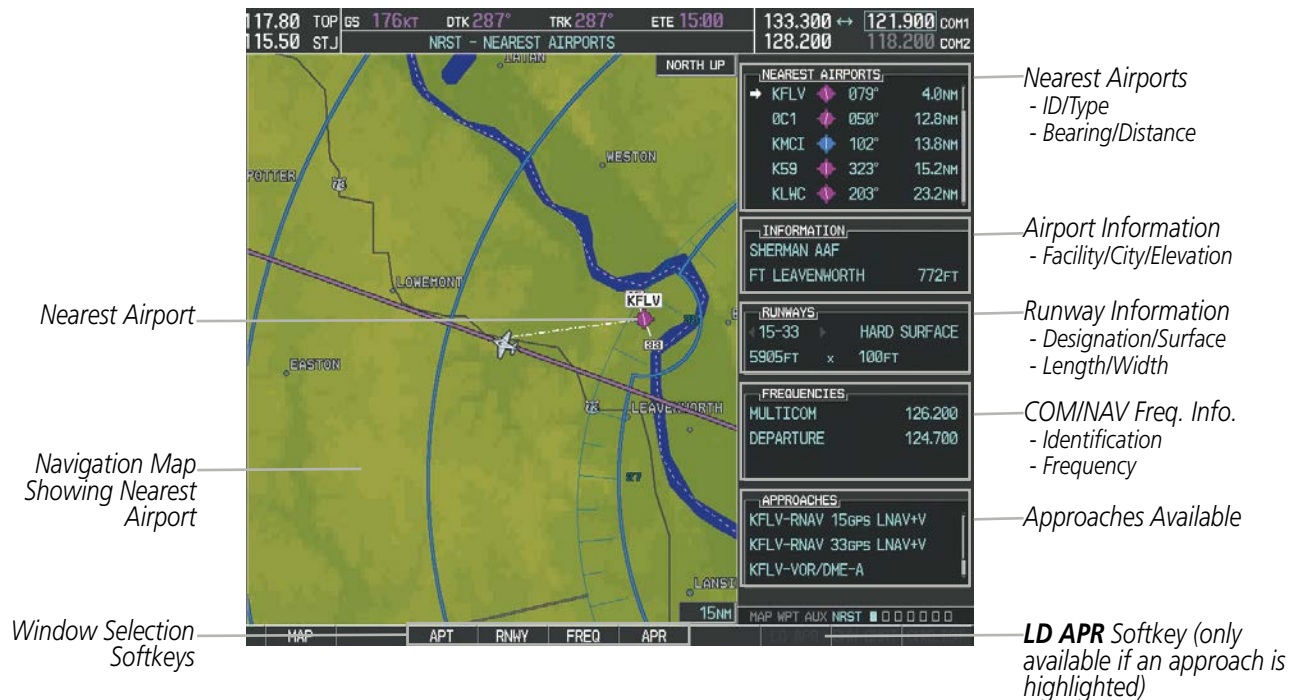 117.80 TOP GS 176KT DTK 287° TRK 287° ETE 15:00 133.300 ↔ 121.900 COM1
115.50 STJ NRST - NEAREST AIRPORTS 128.200 118.200 COM2
NORTH UP
WESTON
POTTER
73
LOWEMONT
KFLV
33
EASTON
LEAVENWORTH
27
LANSI
15NM
NEAREST AIRPORTS
KFLV 079° 4.0NM
0C1 050° 12.8NM
KMCI 102° 13.8NM
K59 323° 15.2NM
KLWC 203° 23.2NM
INFORMATION
SHERMAN AAF
FT LEAVENWORTH 772FT
RUNWAYS
15-33 HARD SURFACE
5905FT x 100FT
FREQUENCIES
MULTICOM 126.200
DEPARTURE 124.700
APPROACHES
KFLV-RNAV 15GPS LNAV+V
KFLV-RNAV 33GPS LNAV+V
KFLV-VOR/DME-A
MAP WPT AUX NRST
MAP APT RNWY FREQ APR LD APR
Nearest Airport
Navigation Map
Showing Nearest
Airport
Window Selection
Softkeys
Nearest Airports
- ID/Type
- Bearing/Distance
Airport Information
- Facility/City/Elevation
Runway Information
- Designation/Surface
- Length/Width
COM/NAV Freq. Info.
- Identification
- Frequency
Approaches Available
LD APR Softkey (only
available if an approach is
highlighted)